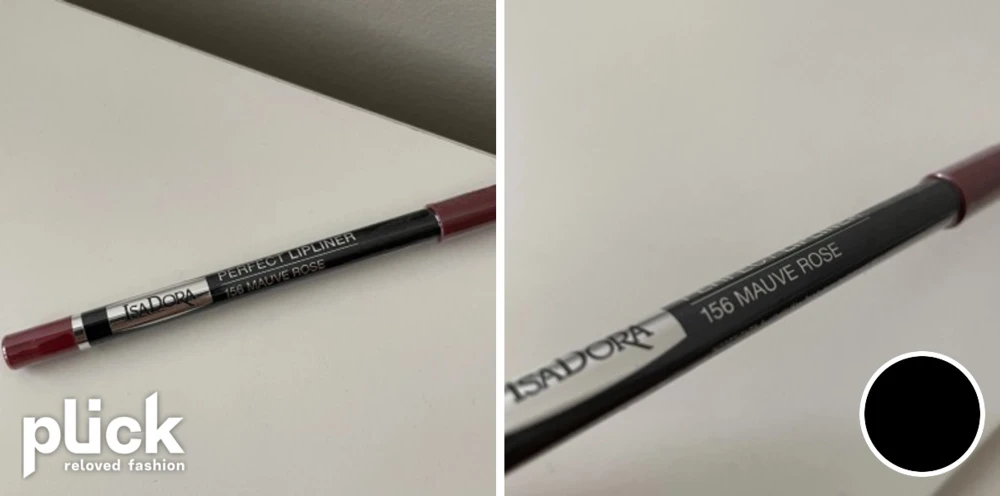 PERFECT LIPLINER
156 MAUVE ROSE
ISADORA
plick
reloved fashion
156 MAUVE ROSE
ISADORA